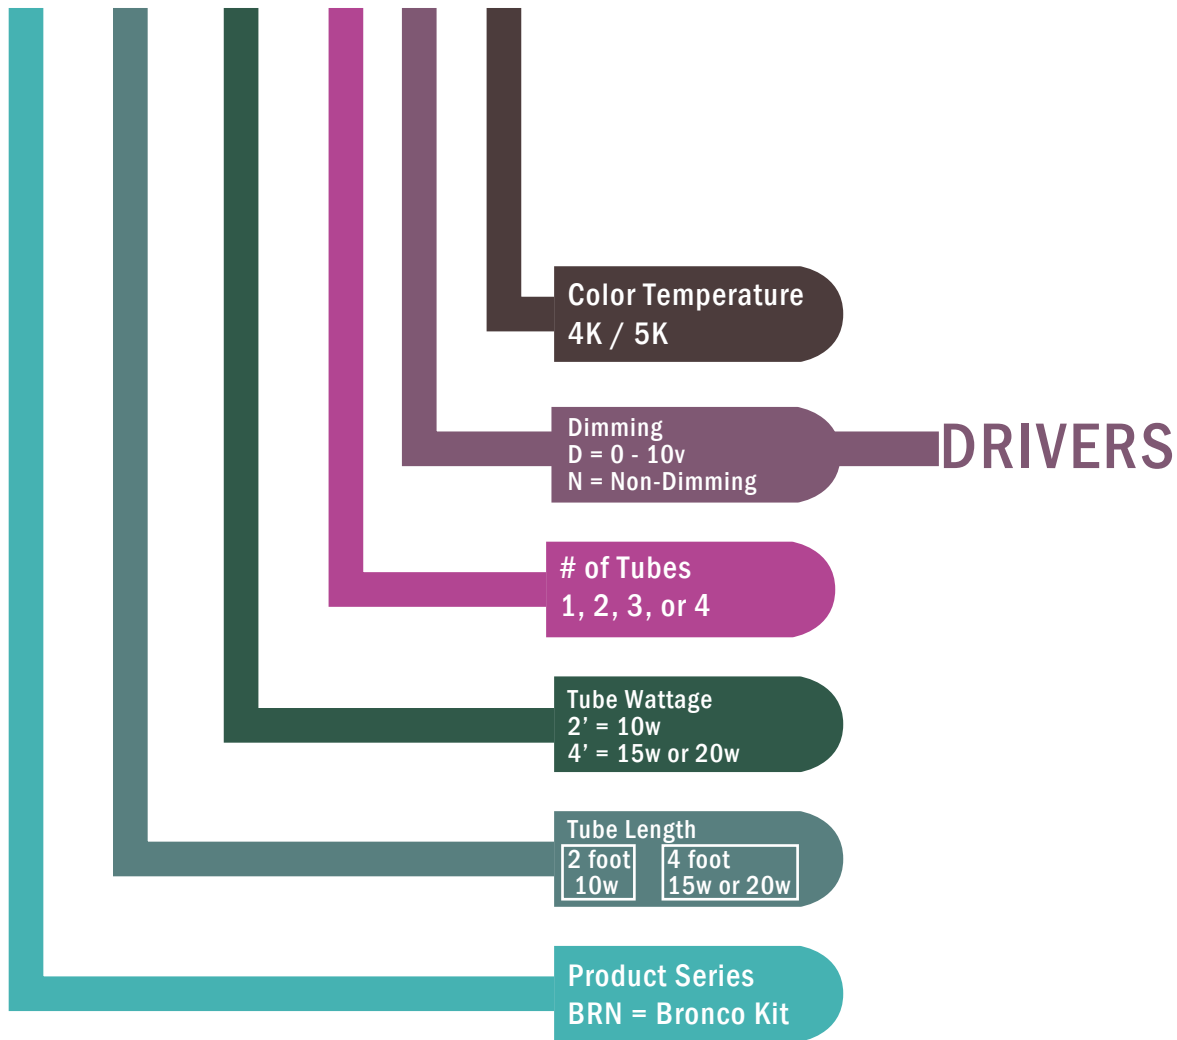 Color Temperature
4K / 5K
Dimming
D = 0 - 10v
N = Non-Dimming
DRIVERS
# of Tubes
1, 2, 3, or 4
Tube Wattage
2’ = 10w
4’ = 15w or 20w
Tube Length
2 foot
10w
4 foot
15w or 20w
Product Series
BRN = Bronco Kit